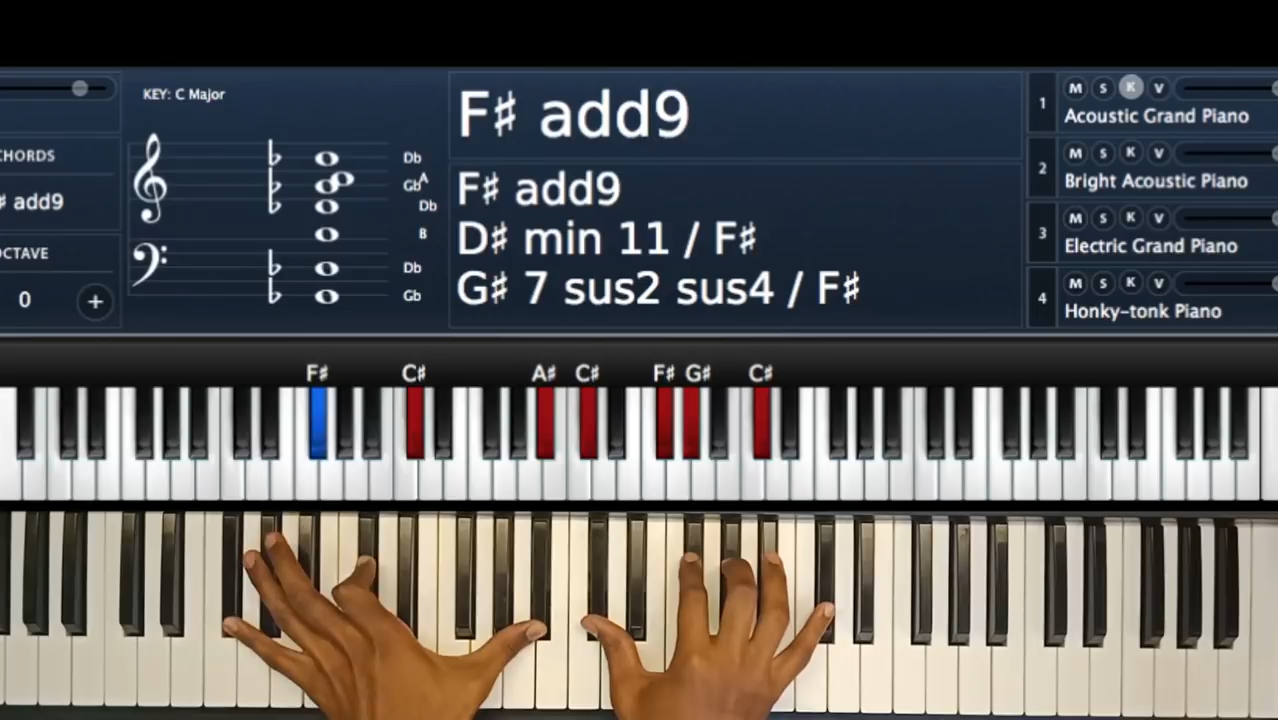 KEY: C Major
CHORDS
♯ add9
OCTAVE
0 +
Db
A
Gb
Db
B
Db
Gb
F♯ add9
F♯ add9
D♯ min 11 / F♯
G♯ 7 sus2 sus4 / F♯
1 M S K V
Acoustic Grand Piano
2 M S K V
Bright Acoustic Piano
3 M S K V
Electric Grand Piano
4 M S K V
Honky-tonk Piano
F♯ C♯ A♯ C♯ F♯ G♯ C♯